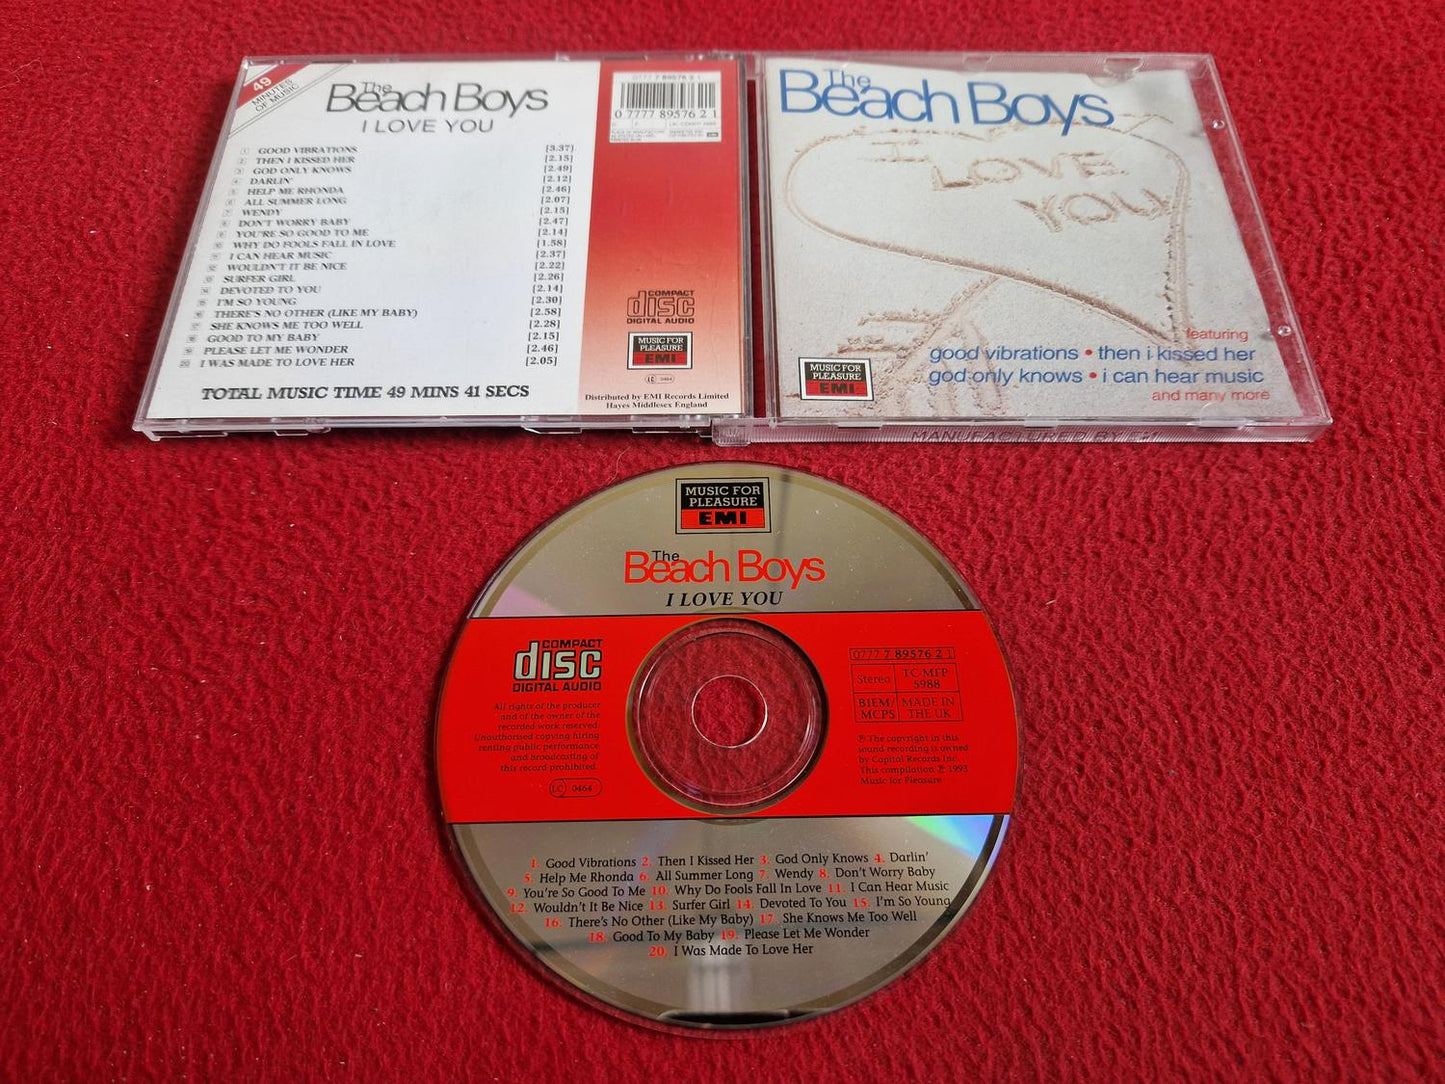 49
MINUTES
OF MUSIC
The
Beach Boys
I LOVE YOU
1 GOOD VIBRATIONS [3.37]
2 THEN I KISSED HER [2.15]
3 GOD ONLY KNOWS [2.49]
4 DARLIN' [2.12]
5 HELP ME RHONDA [2.46]
6 ALL SUMMER LONG [2.07]
7 WENDY [2.15]
8 DON'T WORRY BABY [2.47]
9 YOU'RE SO GOOD TO ME [2.14]
10 WHY DO FOOLS FALL IN LOVE [1.58]
11 I CAN HEAR MUSIC [2.37]
12 WOULDN'T IT BE NICE [2.22]
13 SURFER GIRL [2.26]
14 DEVOTED TO YOU [2.14]
15 I'M SO YOUNG [2.30]
16 THERE'S NO OTHER (LIKE MY BABY) [2.58]
17 SHE KNOWS ME TOO WELL [2.28]
18 GOOD TO MY BABY [2.15]
19 PLEASE LET ME WONDER [2.46]
20 I WAS MADE TO LOVE HER [2.05]
TOTAL MUSIC TIME 49 MINS 41 SECS
0777 7 89576 2 1
0 7777 89576 2 1
COMPACT
disc
DIGITAL AUDIO
MUSIC FOR
PLEASURE
EMI
LC 0464
Distributed by EMI Records Limited
Hayes Middlesex England
The
Beach Boys
I
LOVE
YOU
featuring
good vibrations • then i kissed her
god only knows • i can hear music
and many more
MUSIC FOR
PLEASURE
EMI
MANUFACTURED BY EMI
MUSIC FOR
PLEASURE
EMI
The
Beach Boys
I LOVE YOU
COMPACT
disc
DIGITAL AUDIO
All rights of the producer
and of the owner of the
recorded work reserved.
Unauthorised copying hiring
renting public performance
and broadcasting of
this record prohibited.
LC 0464
0777 7 89576 2 1
Stereo TC MFP
5988
BIEM/ MADE IN
MCPS THE UK
℗ The copyright in this
sound recording is owned
by Capitol Records Inc.
This compilation ℗ 1993
Music for Pleasure
1. Good Vibrations 2. Then I Kissed Her 3. God Only Knows 4. Darlin'
5. Help Me Rhonda 6. All Summer Long 7. Wendy 8. Don't Worry Baby
9. You're So Good To Me 10. Why Do Fools Fall In Love 11. I Can Hear Music
12. Wouldn't It Be Nice 13. Surfer Girl 14. Devoted To You 15. I'm So Young
16. There's No Other (Like My Baby) 17. She Knows Me Too Well
18. Good To My Baby 19. Please Let Me Wonder
20. I Was Made To Love Her